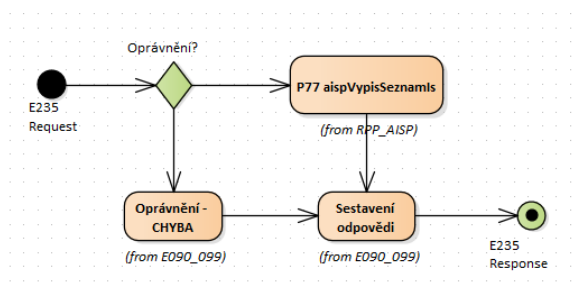 Oprávnění?
P77 aispVypisSeznamIs
(from RPP_AISP)
E235
Request
Oprávnění -
CHYBA
(from E090_099)
Sestavení
odpovědi
(from E090_099)
E235
Response